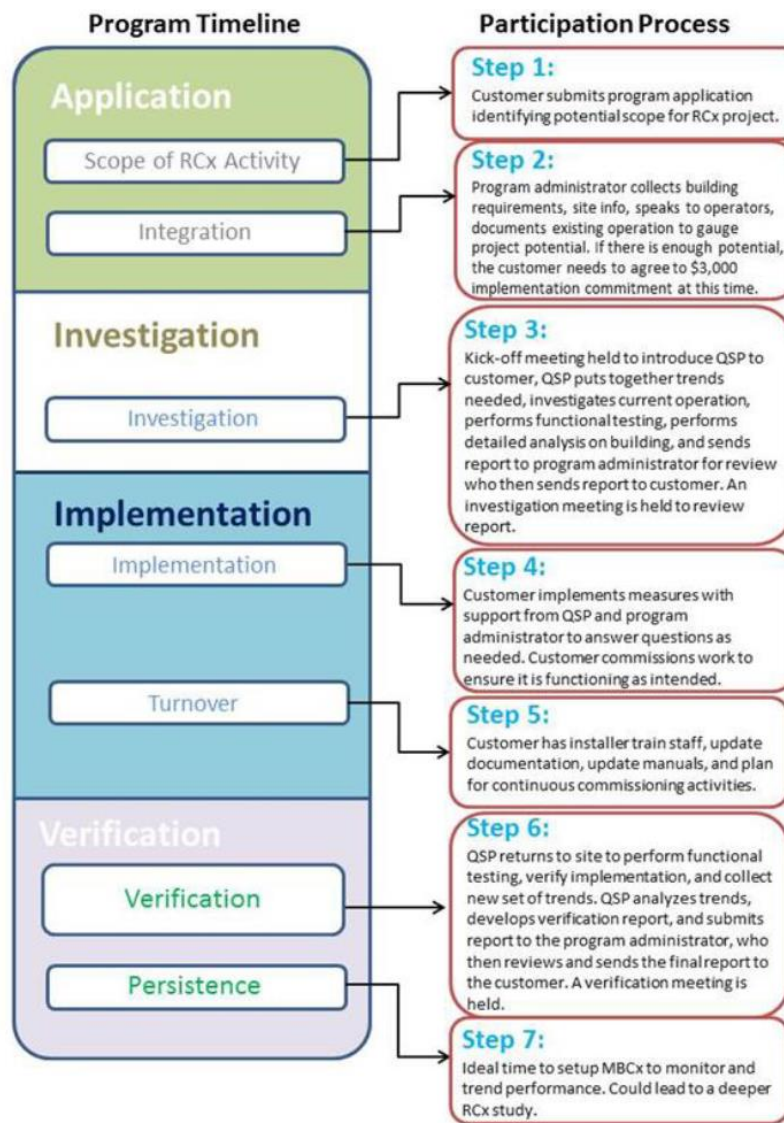 Program Timeline
Participation Process
Application
Scope of RCx Activity
Integration
Investigation
Investigation
Implementation
Implementation
Turnover
Verification
Verification
Persistence
Step 1:
Customer submits program application
identifying potential scope for RCx project.
Step 2:
Program administrator collects building
requirements, site info, speaks to operators,
documents existing operation to gauge
project potential. If there is enough potential,
the customer needs to agree to $3,000
implementation commitment at this time.
Step 3:
Kick-off meeting held to introduce QSP to
customer, QSP puts together trends
needed, investigates current operation,
performs functional testing, performs
detailed analysis on building, and sends
report to program administrator for review
who then sends report to customer. An
investigation meeting is held to review
report.
Step 4:
Customer implements measures with
support from QSP and program
administrator to answer questions as
needed. Customer commissions work to
ensure it is functioning as intended.
Step 5:
Customer has installer train staff, update
documentation, update manuals, and plan
for continuous commissioning activities.
Step 6:
QSP returns to site to perform functional
testing, verify implementation, and collect
new set of trends. QSP analyzes trends,
develops verification report, and submits
report to the program administrator, who
then reviews and sends the final report to
the customer. A verification meeting is
held.
Step 7:
Ideal time to setup MBCx to monitor and
trend performance. Could lead to a deeper
RCx study.